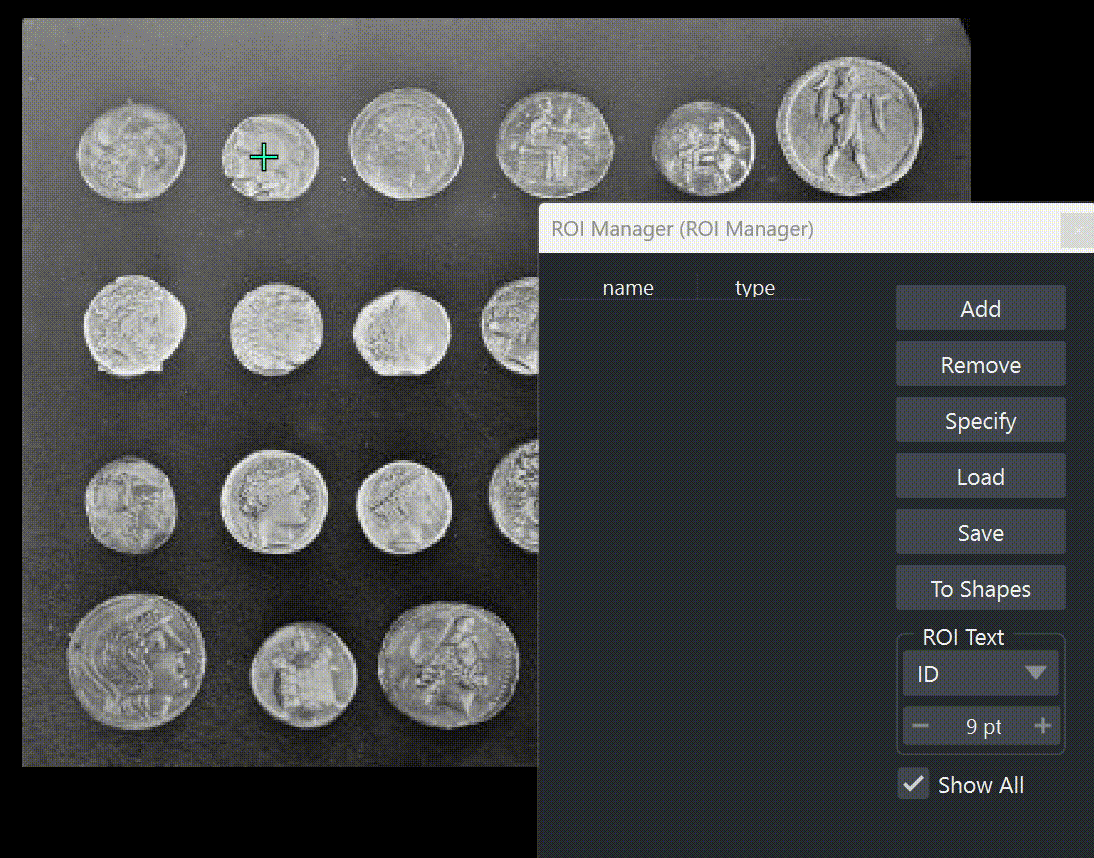 ROI Manager (ROI Manager)
name type
Add
Remove
Specify
Load
Save
To Shapes
ROI Text
ID
9 pt
Show All